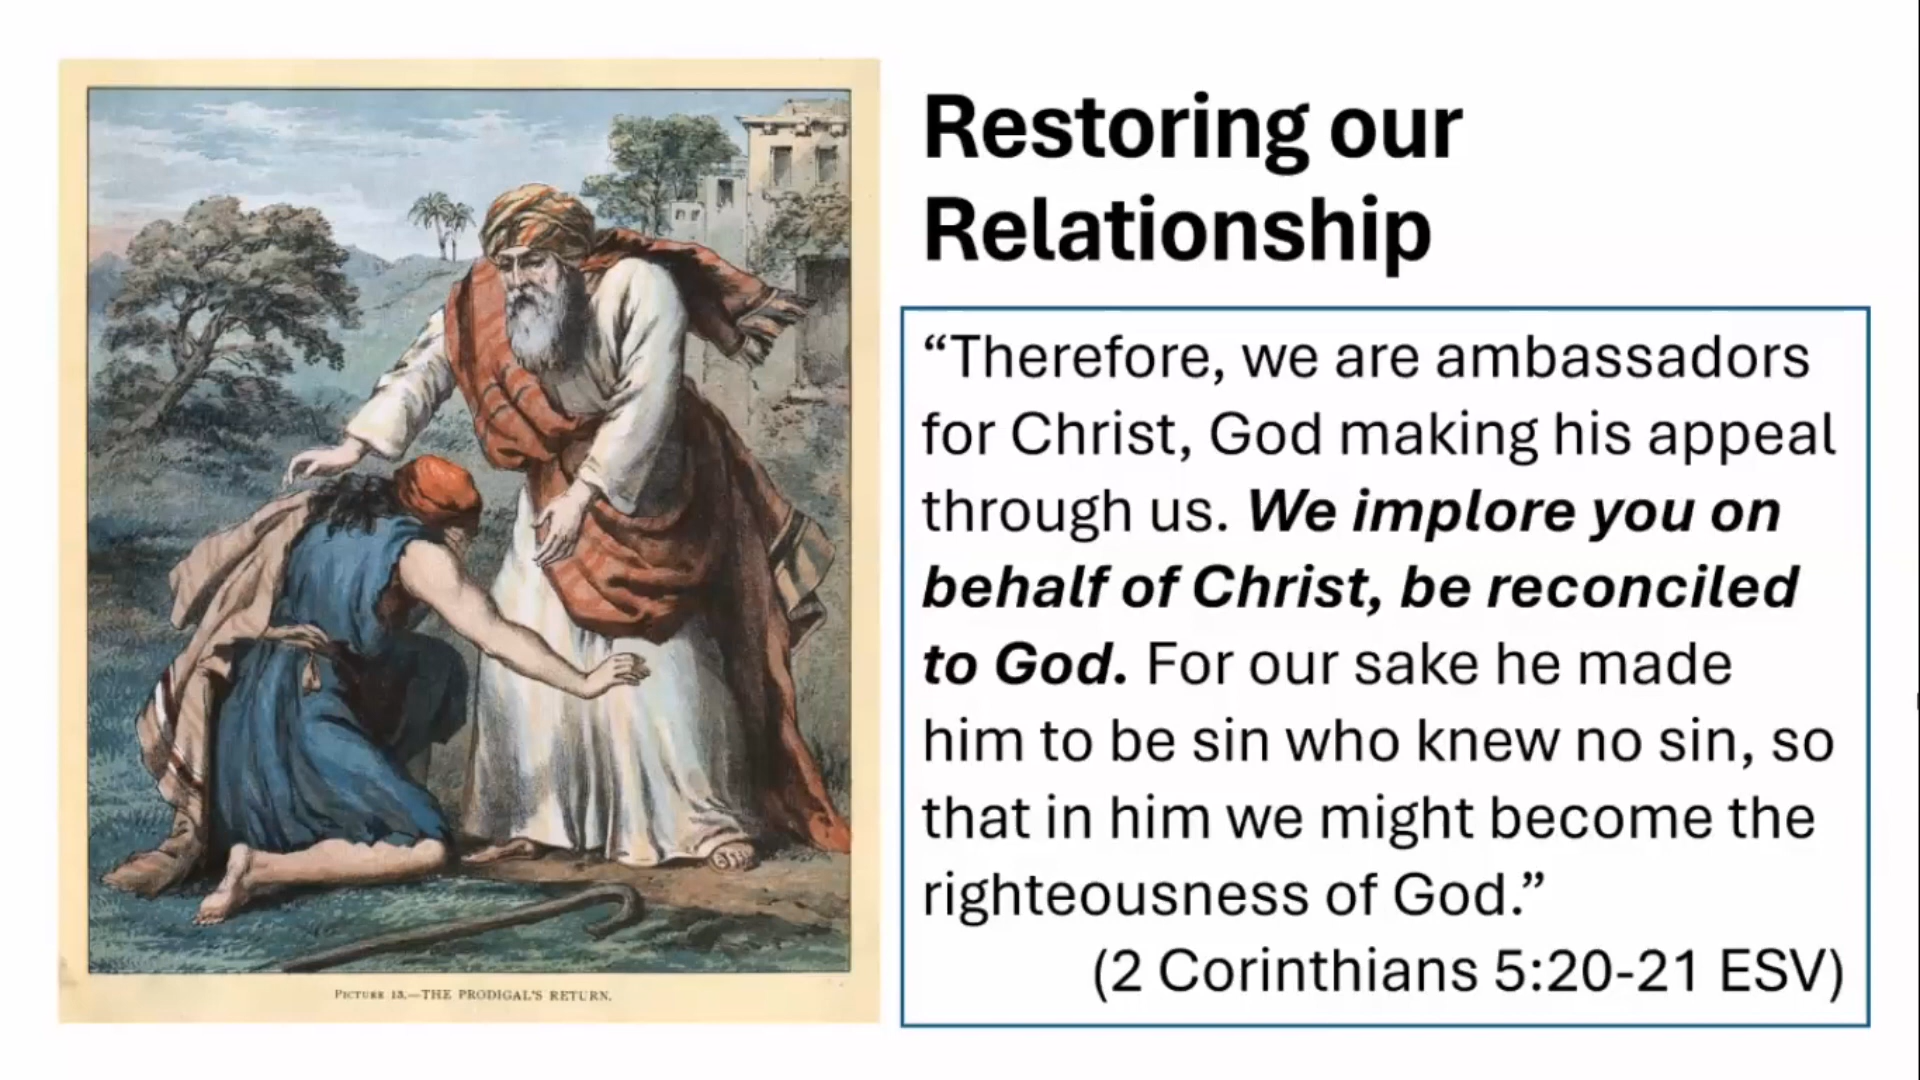 Restoring our
Relationship
“Therefore, we are ambassadors
for Christ, God making his appeal
through us. We implore you on
behalf of Christ, be reconciled
to God. For our sake he made
him to be sin who knew no sin, so
that in him we might become the
righteousness of God.”
(2 Corinthians 5:20-21 ESV)
Picture 13.—THE PRODIGAL'S RETURN.